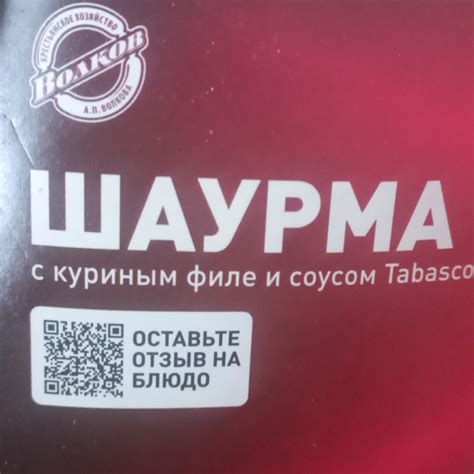 КРЕСТЬЯНСКОЕ ХОЗЯЙСТВО
ВОЛКОВ
А.П. ВОЛКОВА
ШАУРМА
с куриным филе и соусом Tabasco
ОСТАВЬТЕ
ОТЗЫВ НА
БЛЮДО